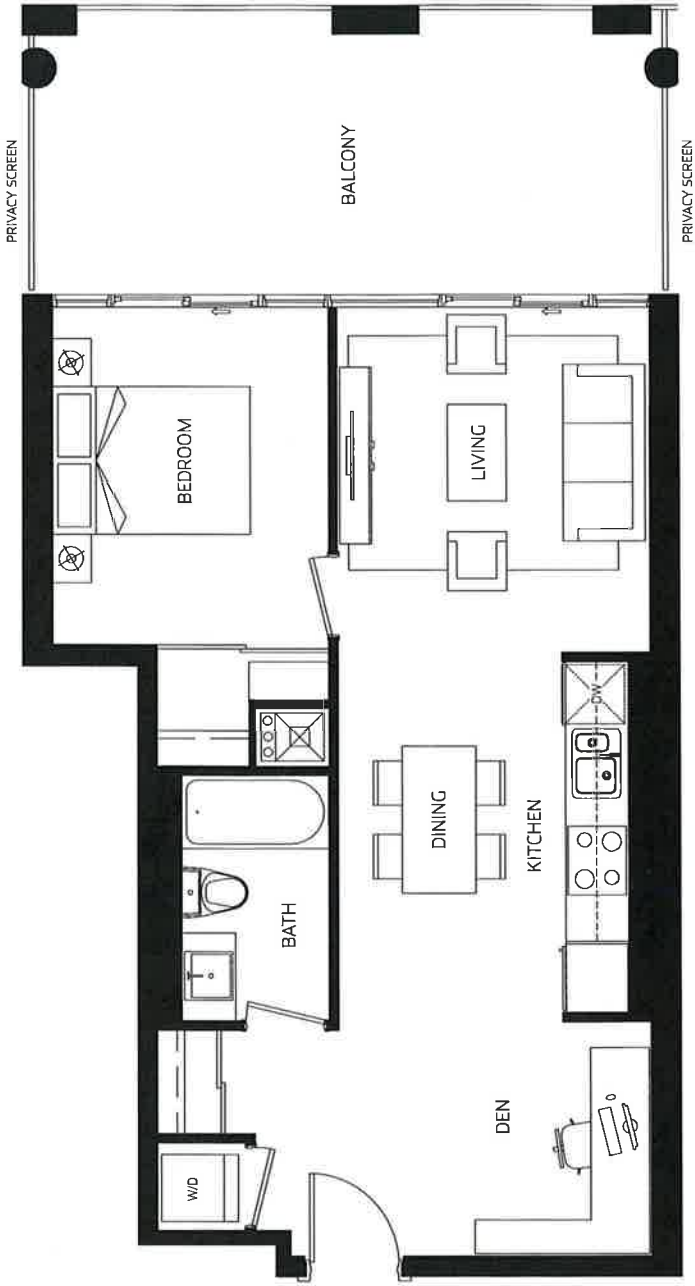 PRIVACY SCREEN
BALCONY
PRIVACY SCREEN
BEDROOM
LIVING
DW
DINING
KITCHEN
BATH
DEN
W/D